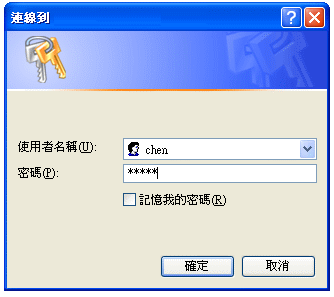 連線到
使用者名稱(U):
chen
密碼(P):
*****
記憶我的密碼(R)
確定
取消